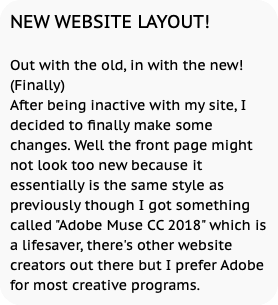 NEW WEBSITE LAYOUT!
Out with the old, in with the new!
(Finally)
After being inactive with my site, I
decided to finally make some
changes. Well the front page might
not look too new because it
essentially is the same style as
previously though I got something
called "Adobe Muse CC 2018" which is
a lifesaver, there's other website
creators out there but I prefer Adobe
for most creative programs.